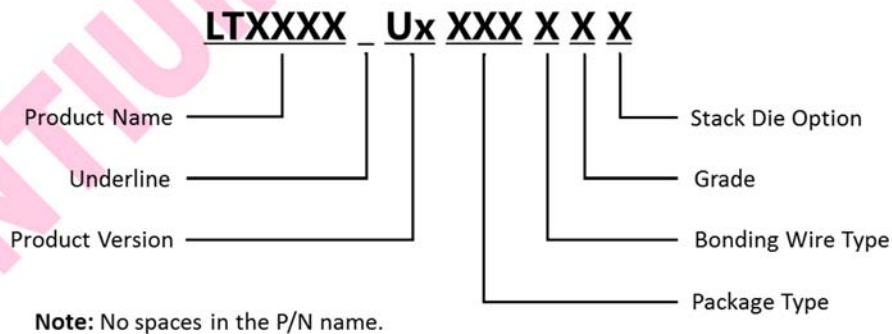 LTXXXX _ Ux XXX X X X
Product Name
Stack Die Option
Underline
Grade
Product Version
Bonding Wire Type
Package Type
Note: No spaces in the P/N name.